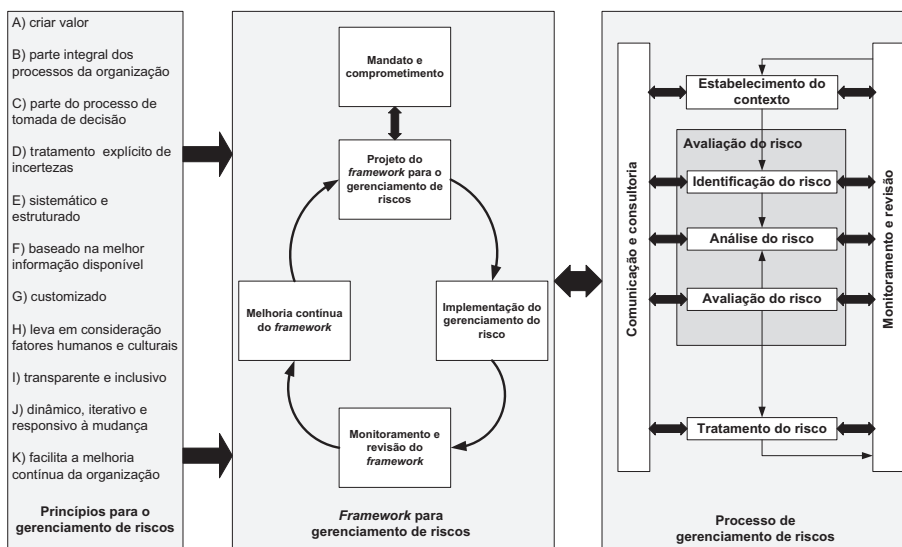 A) criar valor
B) parte integral dos
processos da organização
C) parte do processo de
tomada de decisão
D) tratamento explícito de
incertezas
E) sistemático e
estruturado
F) baseado na melhor
informação disponível
G) customizado
H) leva em consideração
fatores humanos e culturais
I) transparente e inclusivo
J) dinâmico, iterativo e
responsivo à mudança
K) facilita a melhoria
contínua da organização
Princípios para o
gerenciamento de riscos
Mandato e
comprometimento
Projeto do
framework para o
gerenciamento de
riscos
Melhoria contínua
do framework
Implementação do
gerenciamento do
risco
Monitoramento e
revisão do
framework
Framework para
gerenciamento de riscos
Comunicação e consultoria
Estabelecimento do
contexto
Avaliação do risco
Identificação do risco
Análise do risco
Avaliação do risco
Tratamento do risco
Monitoramento e revisão
Processo de
gerenciamento de riscos